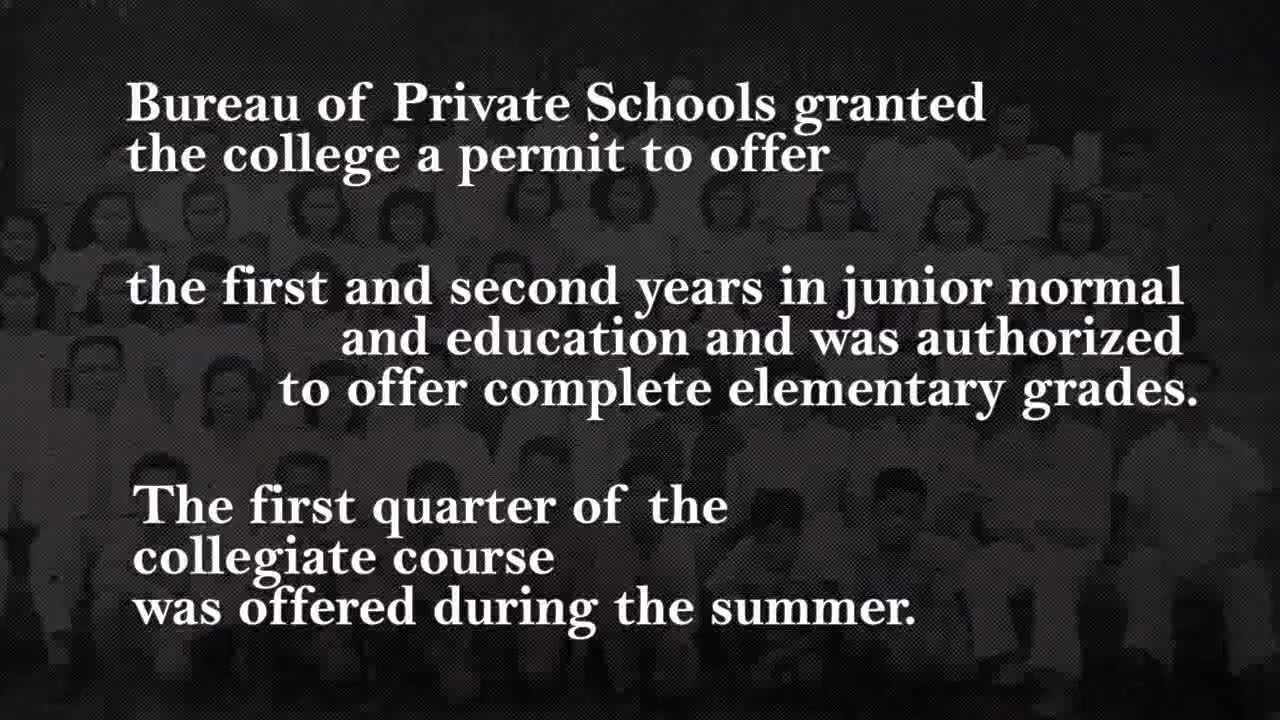 Bureau of Private Schools granted
the college a permit to offer
the first and second years in junior normal
and education and was authorized
to offer complete elementary grades.
The first quarter of the
collegiate course
was offered during the summer.